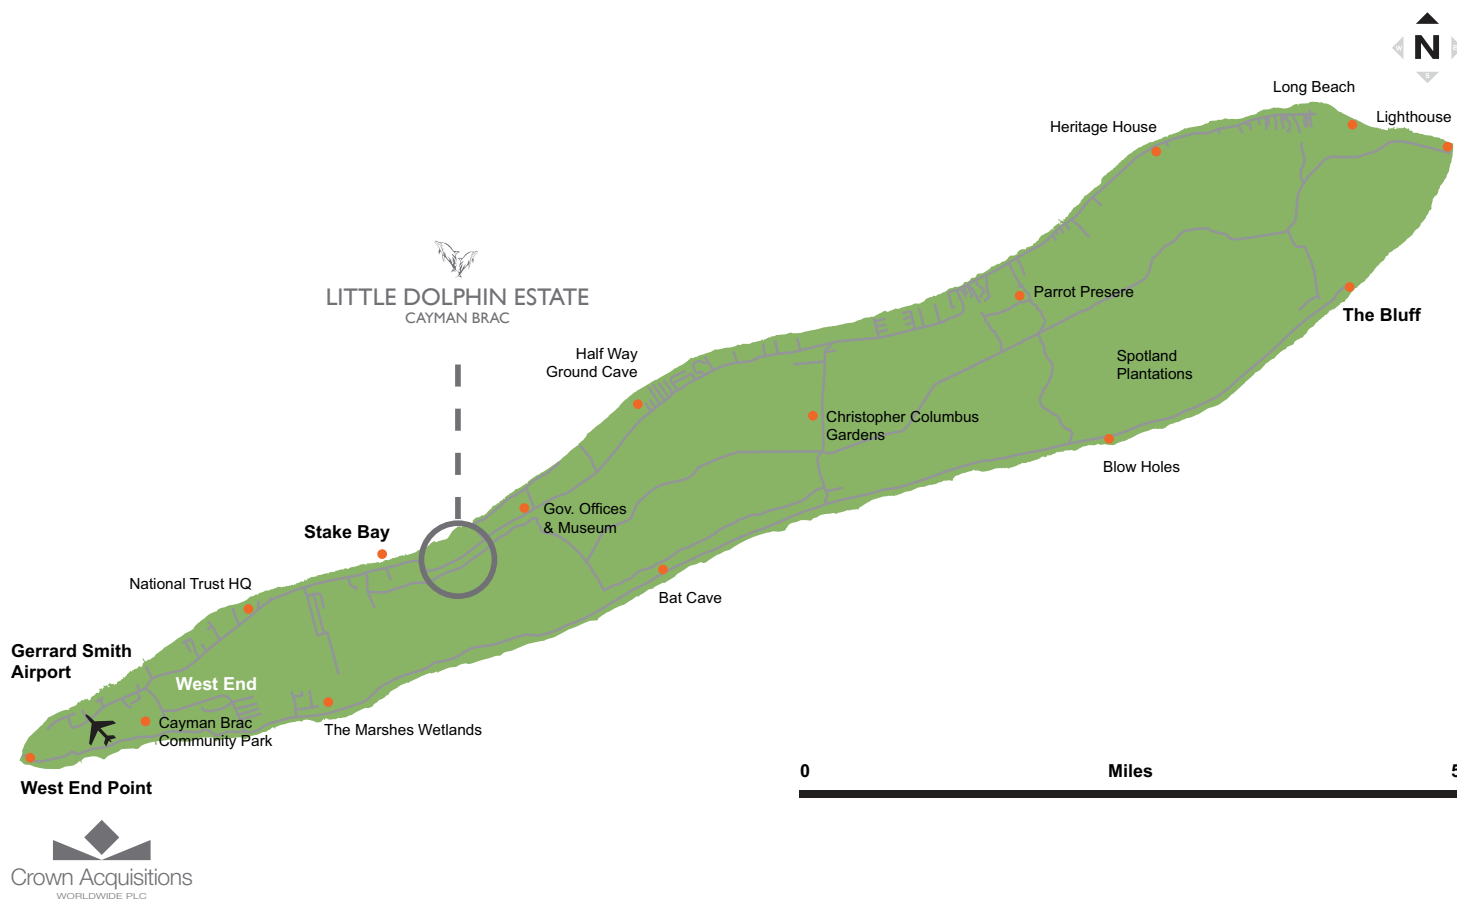 N
Long Beach
Lighthouse
Heritage House
LITTLE DOLPHIN ESTATE
CAYMAN BRAC
Parrot Presere
The Bluff
Half Way
Ground Cave
Spotland
Plantations
Christopher Columbus
Gardens
Blow Holes
Gov. Offices
& Museum
Stake Bay
National Trust HQ
Bat Cave
Gerrard Smith
Airport
West End
Cayman Brac
Community Park
The Marshes Wetlands
West End Point
0 Miles 5
Crown Acquisitions
WORLDWIDE PLC